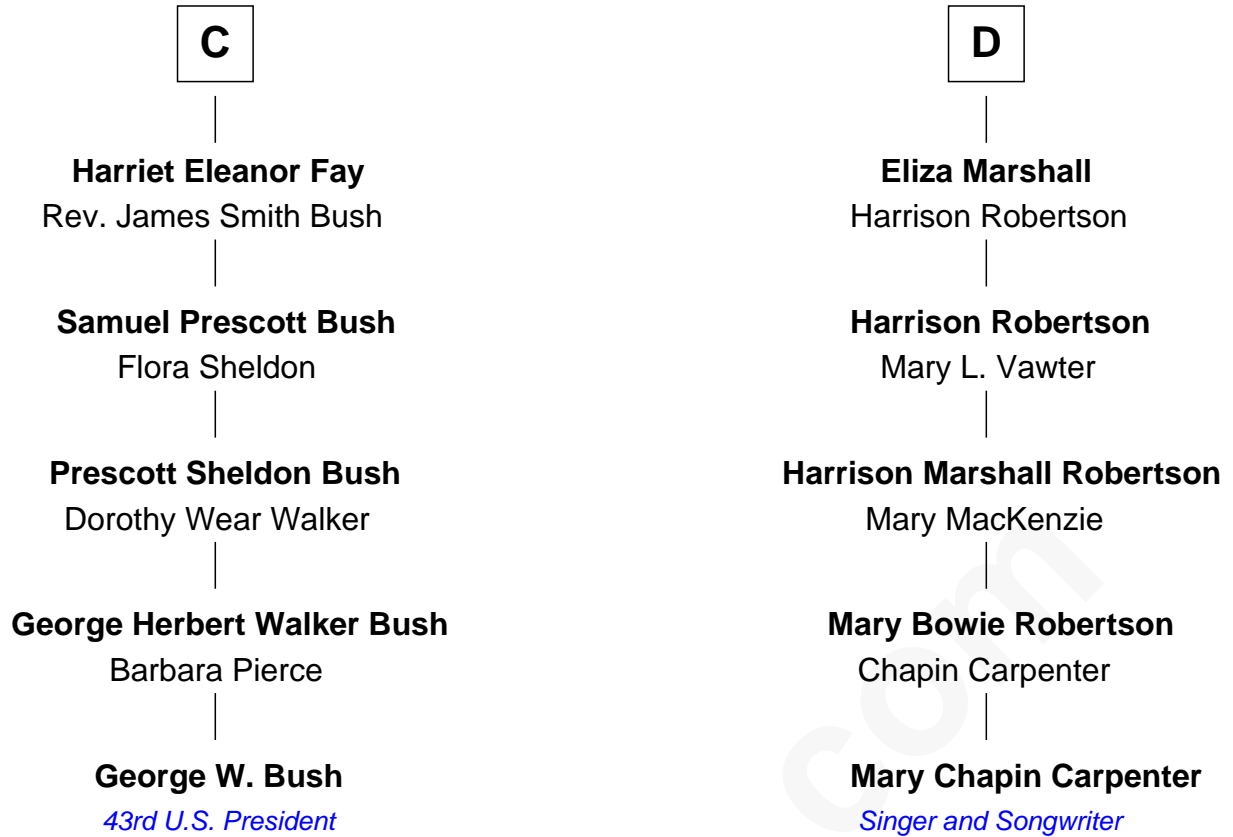 C
Harriet Eleanor Fay
Rev. James Smith Bush
Samuel Prescott Bush
Flora Sheldon
Prescott Sheldon Bush
Dorothy Wear Walker
George Herbert Walker Bush
Barbara Pierce
George W. Bush
43rd U.S. President
D
Eliza Marshall
Harrison Robertson
Harrison Robertson
Mary L. Vawter
Harrison Marshall Robertson
Mary MacKenzie
Mary Bowie Robertson
Chapin Carpenter
Mary Chapin Carpenter
Singer and Songwriter
com